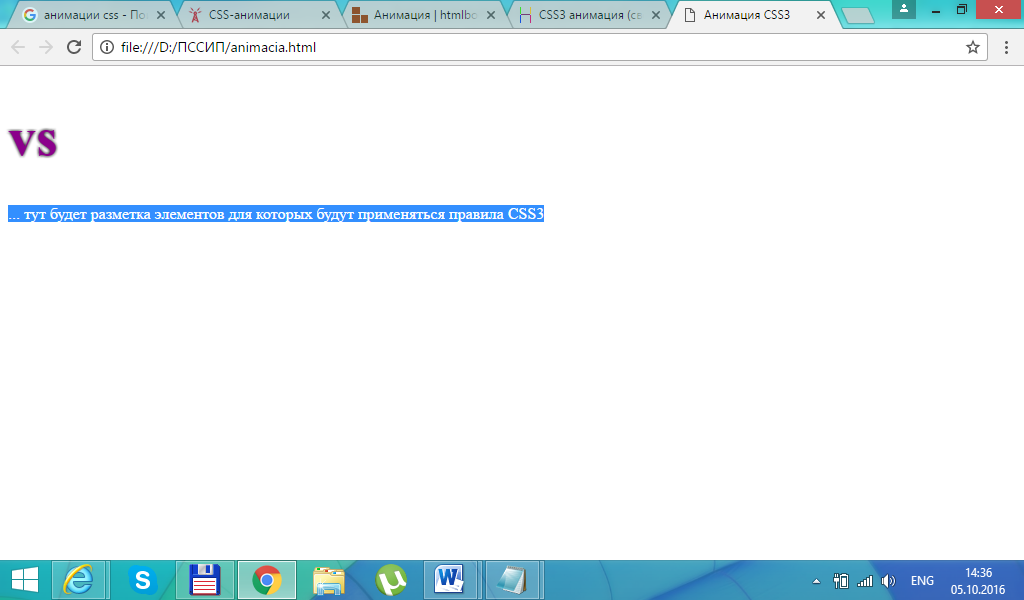 анимации css - По
CSS-анимации
Анимация | htmlbo
CSS3 анимация (св
Анимация CSS3
file:///D:/ПССИП/animacia.html
vs
... тут будет разметка элементов для которых будут применяться правила CSS3
ENG
14:36
05.10.2016